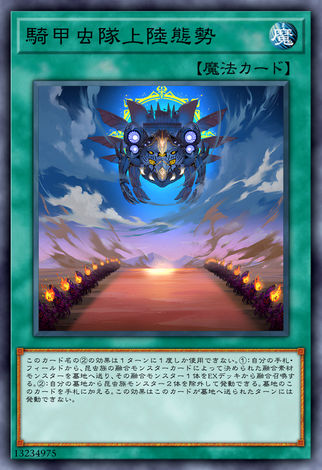 騎甲虫隊上陸態勢
魔
【魔法カード】
このカード名の②の効果は1ターンに1度しか使用できない。①:自分の手札・
フィールドから、昆虫族の融合モンスターカードによって決められた融合素材
モンスターを墓地へ送り、その融合モンスター1体をEXデッキから融合召喚す
る。②:自分の墓地から昆虫族モンスター2体を除外して発動できる。墓地のこ
のカードを手札に加える。この効果はこのカードが墓地へ送られたターンには
発動できない。
13234975